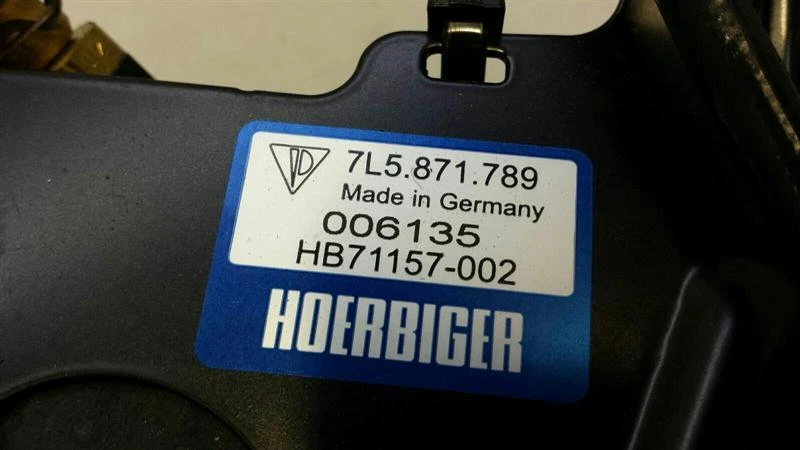 7L5.871.789
Made in Germany
006135
HB71157-002
HOERBIGER